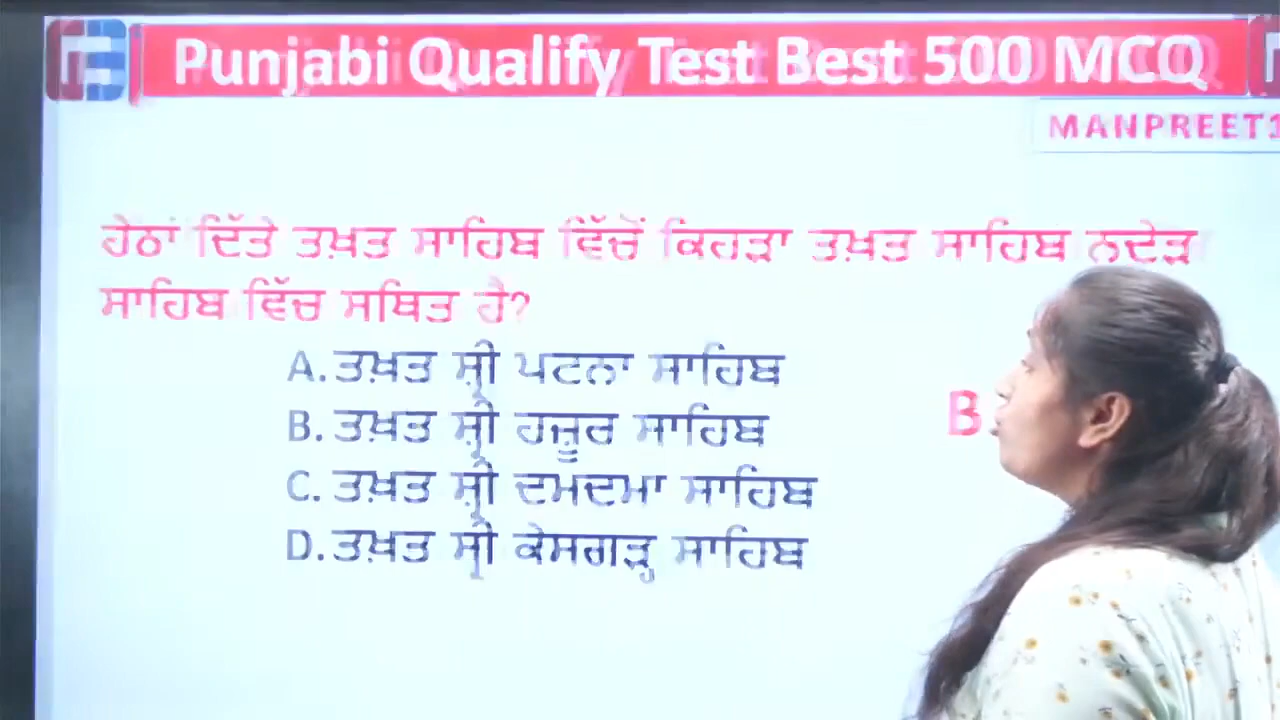 Punjabi Qualify Test Best 500 MCQ
MANPREET1
ਹੇਠਾਂ ਦਿੱਤੇ ਤਖ਼ਤ ਸਾਹਿਬ ਵਿੱਚੋਂ ਕਿਹੜਾ ਤਖ਼ਤ ਸਾਹਿਬ ਨਦੇੜ
ਸਾਹਿਬ ਵਿੱਚ ਸਥਿਤ ਹੈ?
A. ਤਖ਼ਤ ਸ਼੍ਰੀ ਪਟਨਾ ਸਾਹਿਬ
B. ਤਖ਼ਤ ਸ਼੍ਰੀ ਹਜ਼ੂਰ ਸਾਹਿਬ
B
C. ਤਖ਼ਤ ਸ਼੍ਰੀ ਦਮਦਮਾ ਸਾਹਿਬ
D. ਤਖ਼ਤ ਸ੍ਰੀ ਕੇਸਗੜ੍ਹ ਸਾਹਿਬ